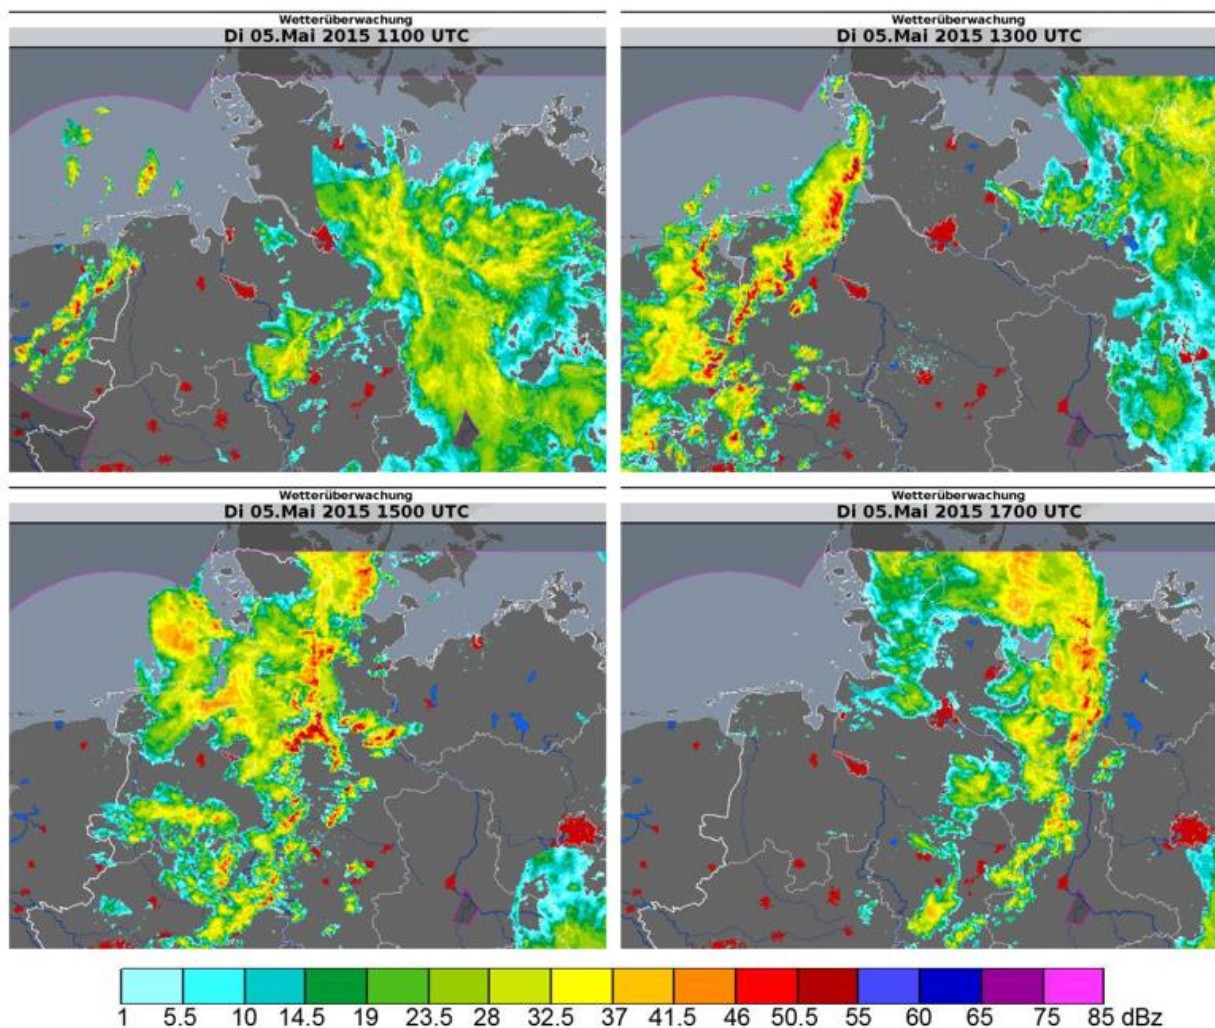 Wetterüberwachung
Di 05.Mai 2015 1100 UTC
Wetterüberwachung
Di 05.Mai 2015 1300 UTC
Wetterüberwachung
Di 05.Mai 2015 1500 UTC
Wetterüberwachung
Di 05.Mai 2015 1700 UTC
1 5.5 10 14.5 19 23.5 28 32.5 37 41.5 46 50.5 55 60 65 75 85 dBz